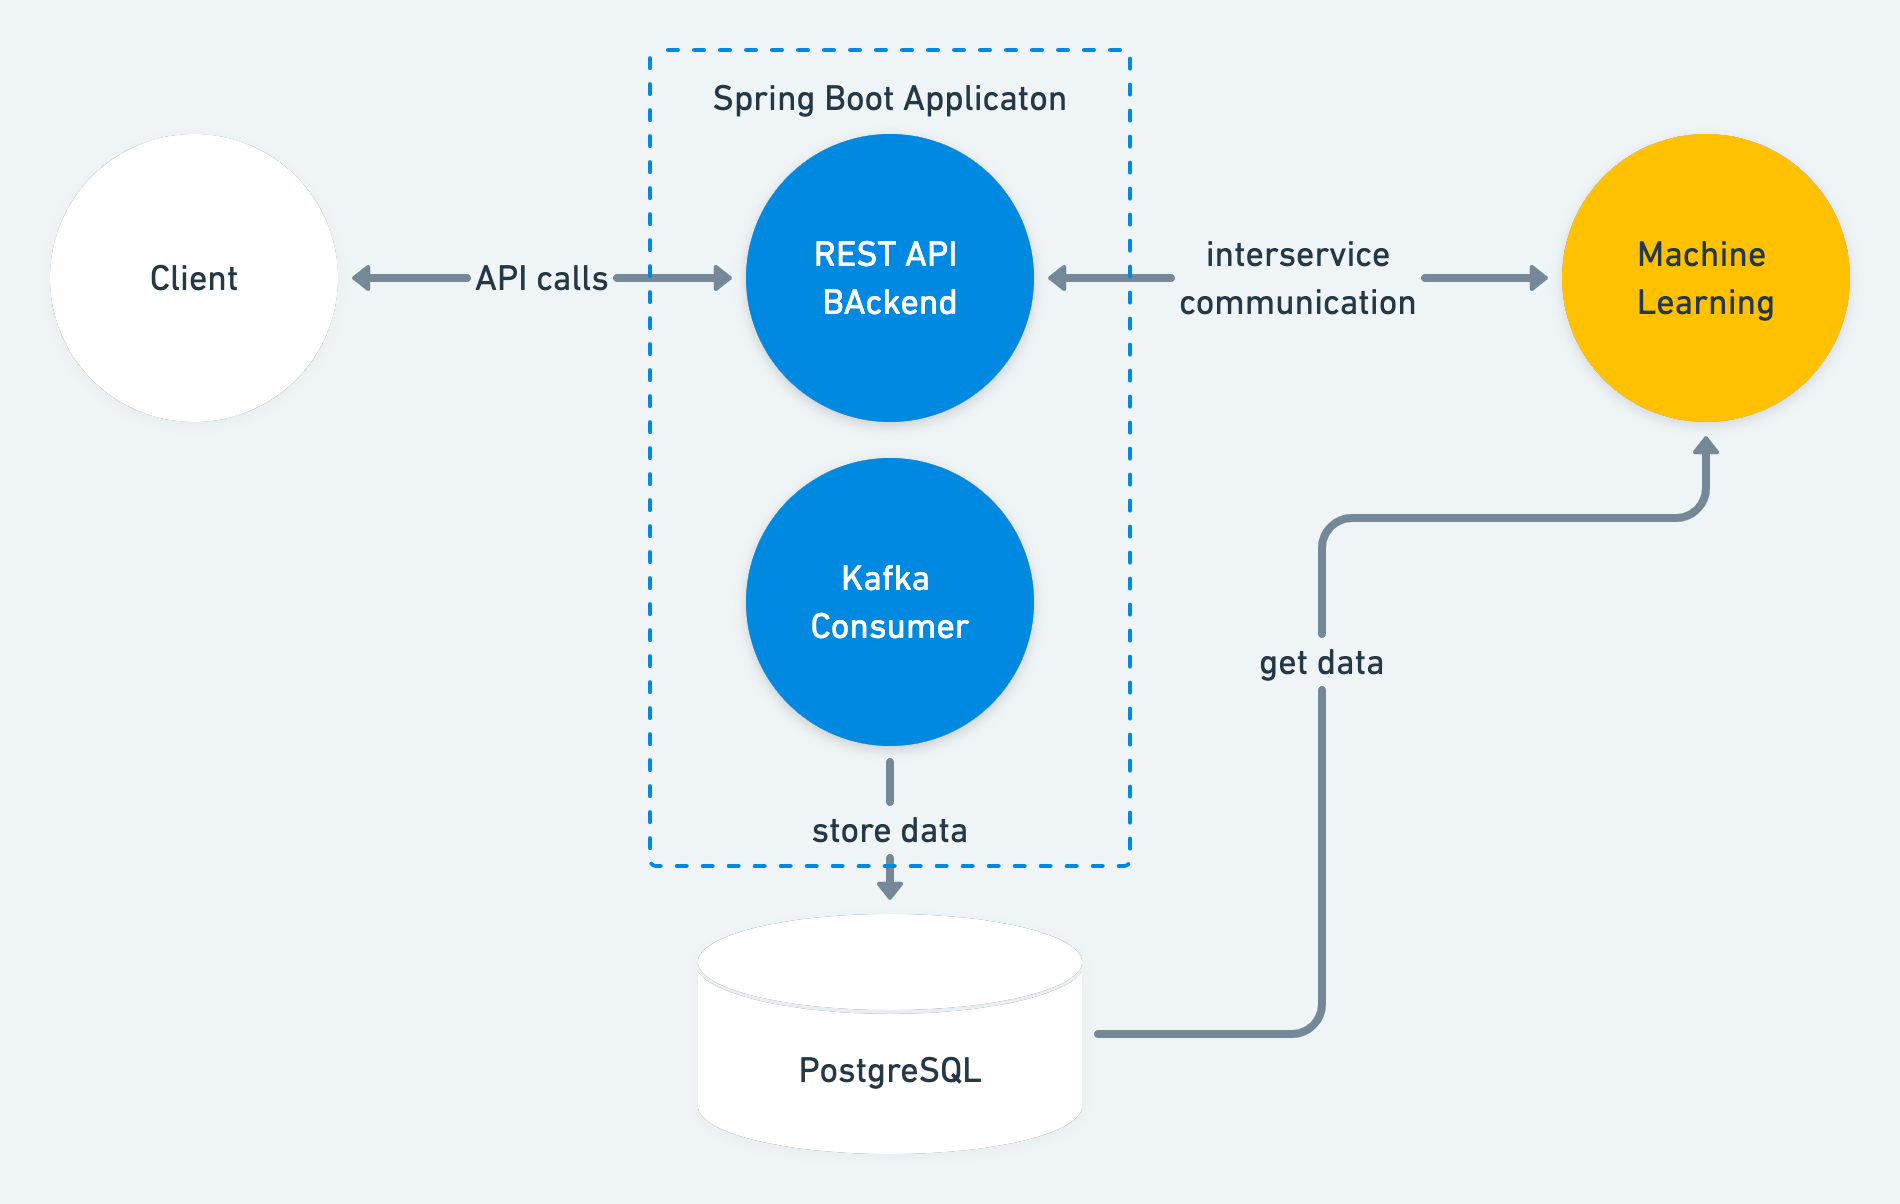 Spring Boot Applicaton
Client
API calls
REST API
BAckend
interservice
communication
Machine
Learning
Kafka
Consumer
get data
store data
PostgreSQL